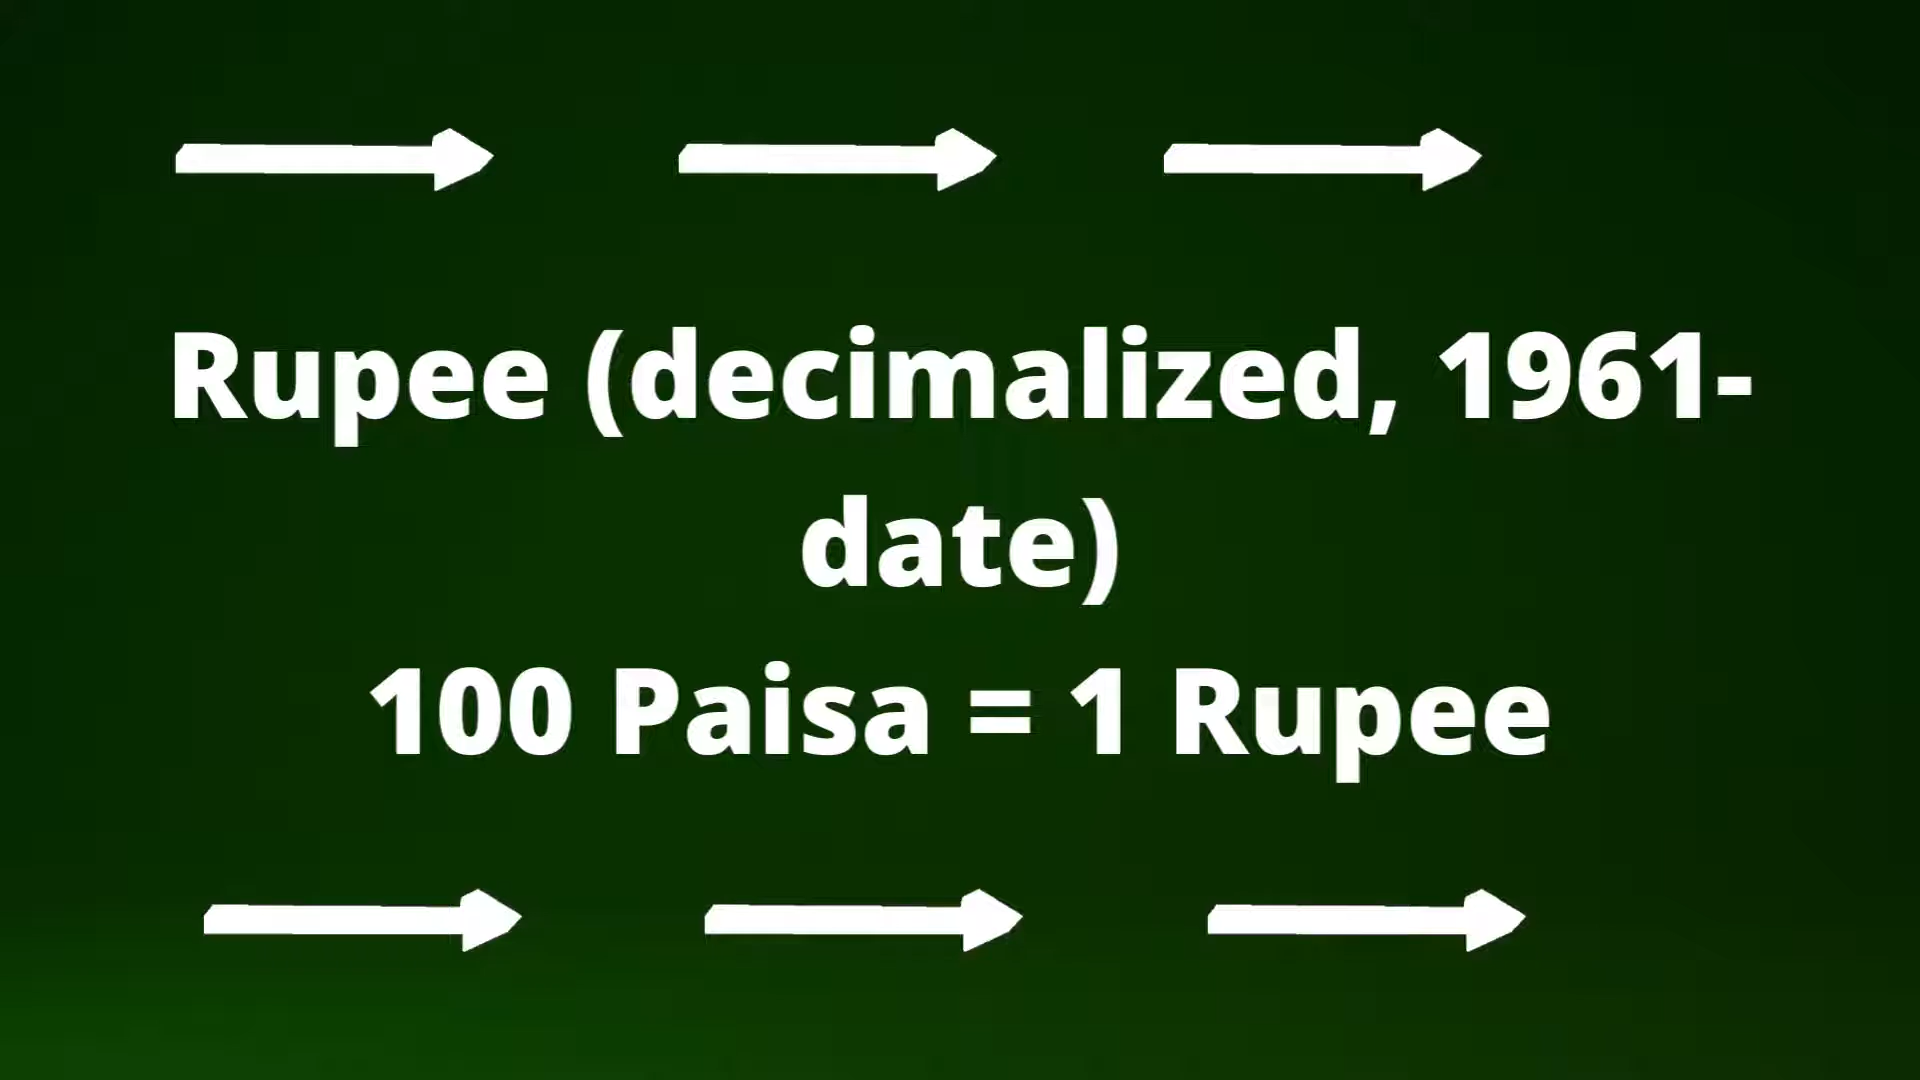 Rupee (decimalized, 1961-
date)
100 Paisa = 1 Rupee